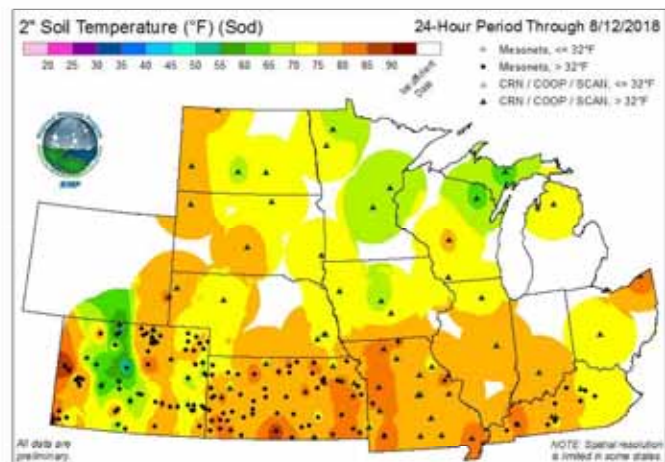 2" Soil Temperature (°F) (Sod)
24-Hour Period Through 8/12/2018
20 25 30 35 40 45 50 55 60 65 70 75 80 85 90
Insufficient
Data
Mesonets, <= 32°F
Mesonets, > 32°F
CRN / COOP / SCAN, <= 32°F
CRN / COOP / SCAN, > 32°F
All data are
preliminary.
NOTE: Spatial resolution
is limited in some states.